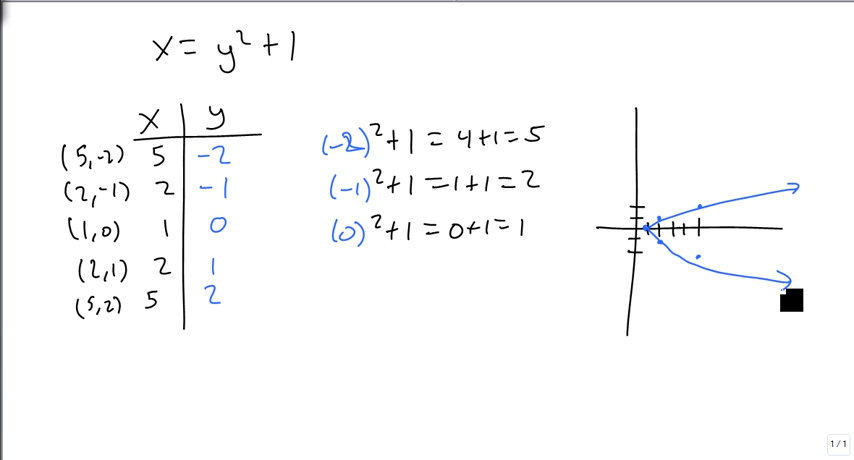 x = y² + 1
x y
(5,-2) 5 -2
(2,-1) 2 -1
(1,0) 1 0
(2,1) 2 1
(5,2) 5 2
(-2)² + 1 = 4+1 = 5
(-1)² + 1 = 1+1 = 2
(0)² + 1 = 0+1 = 1
1 / 1